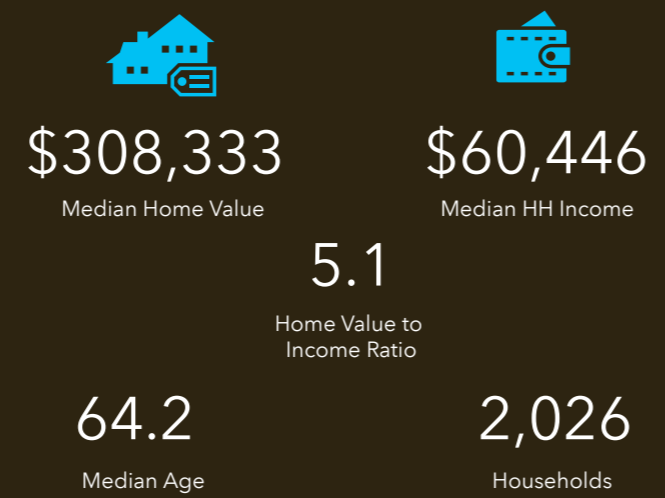 $308,333
$60,446
Median Home Value
Median HH Income
5.1
Home Value to
Income Ratio
64.2
2,026
Median Age
Households